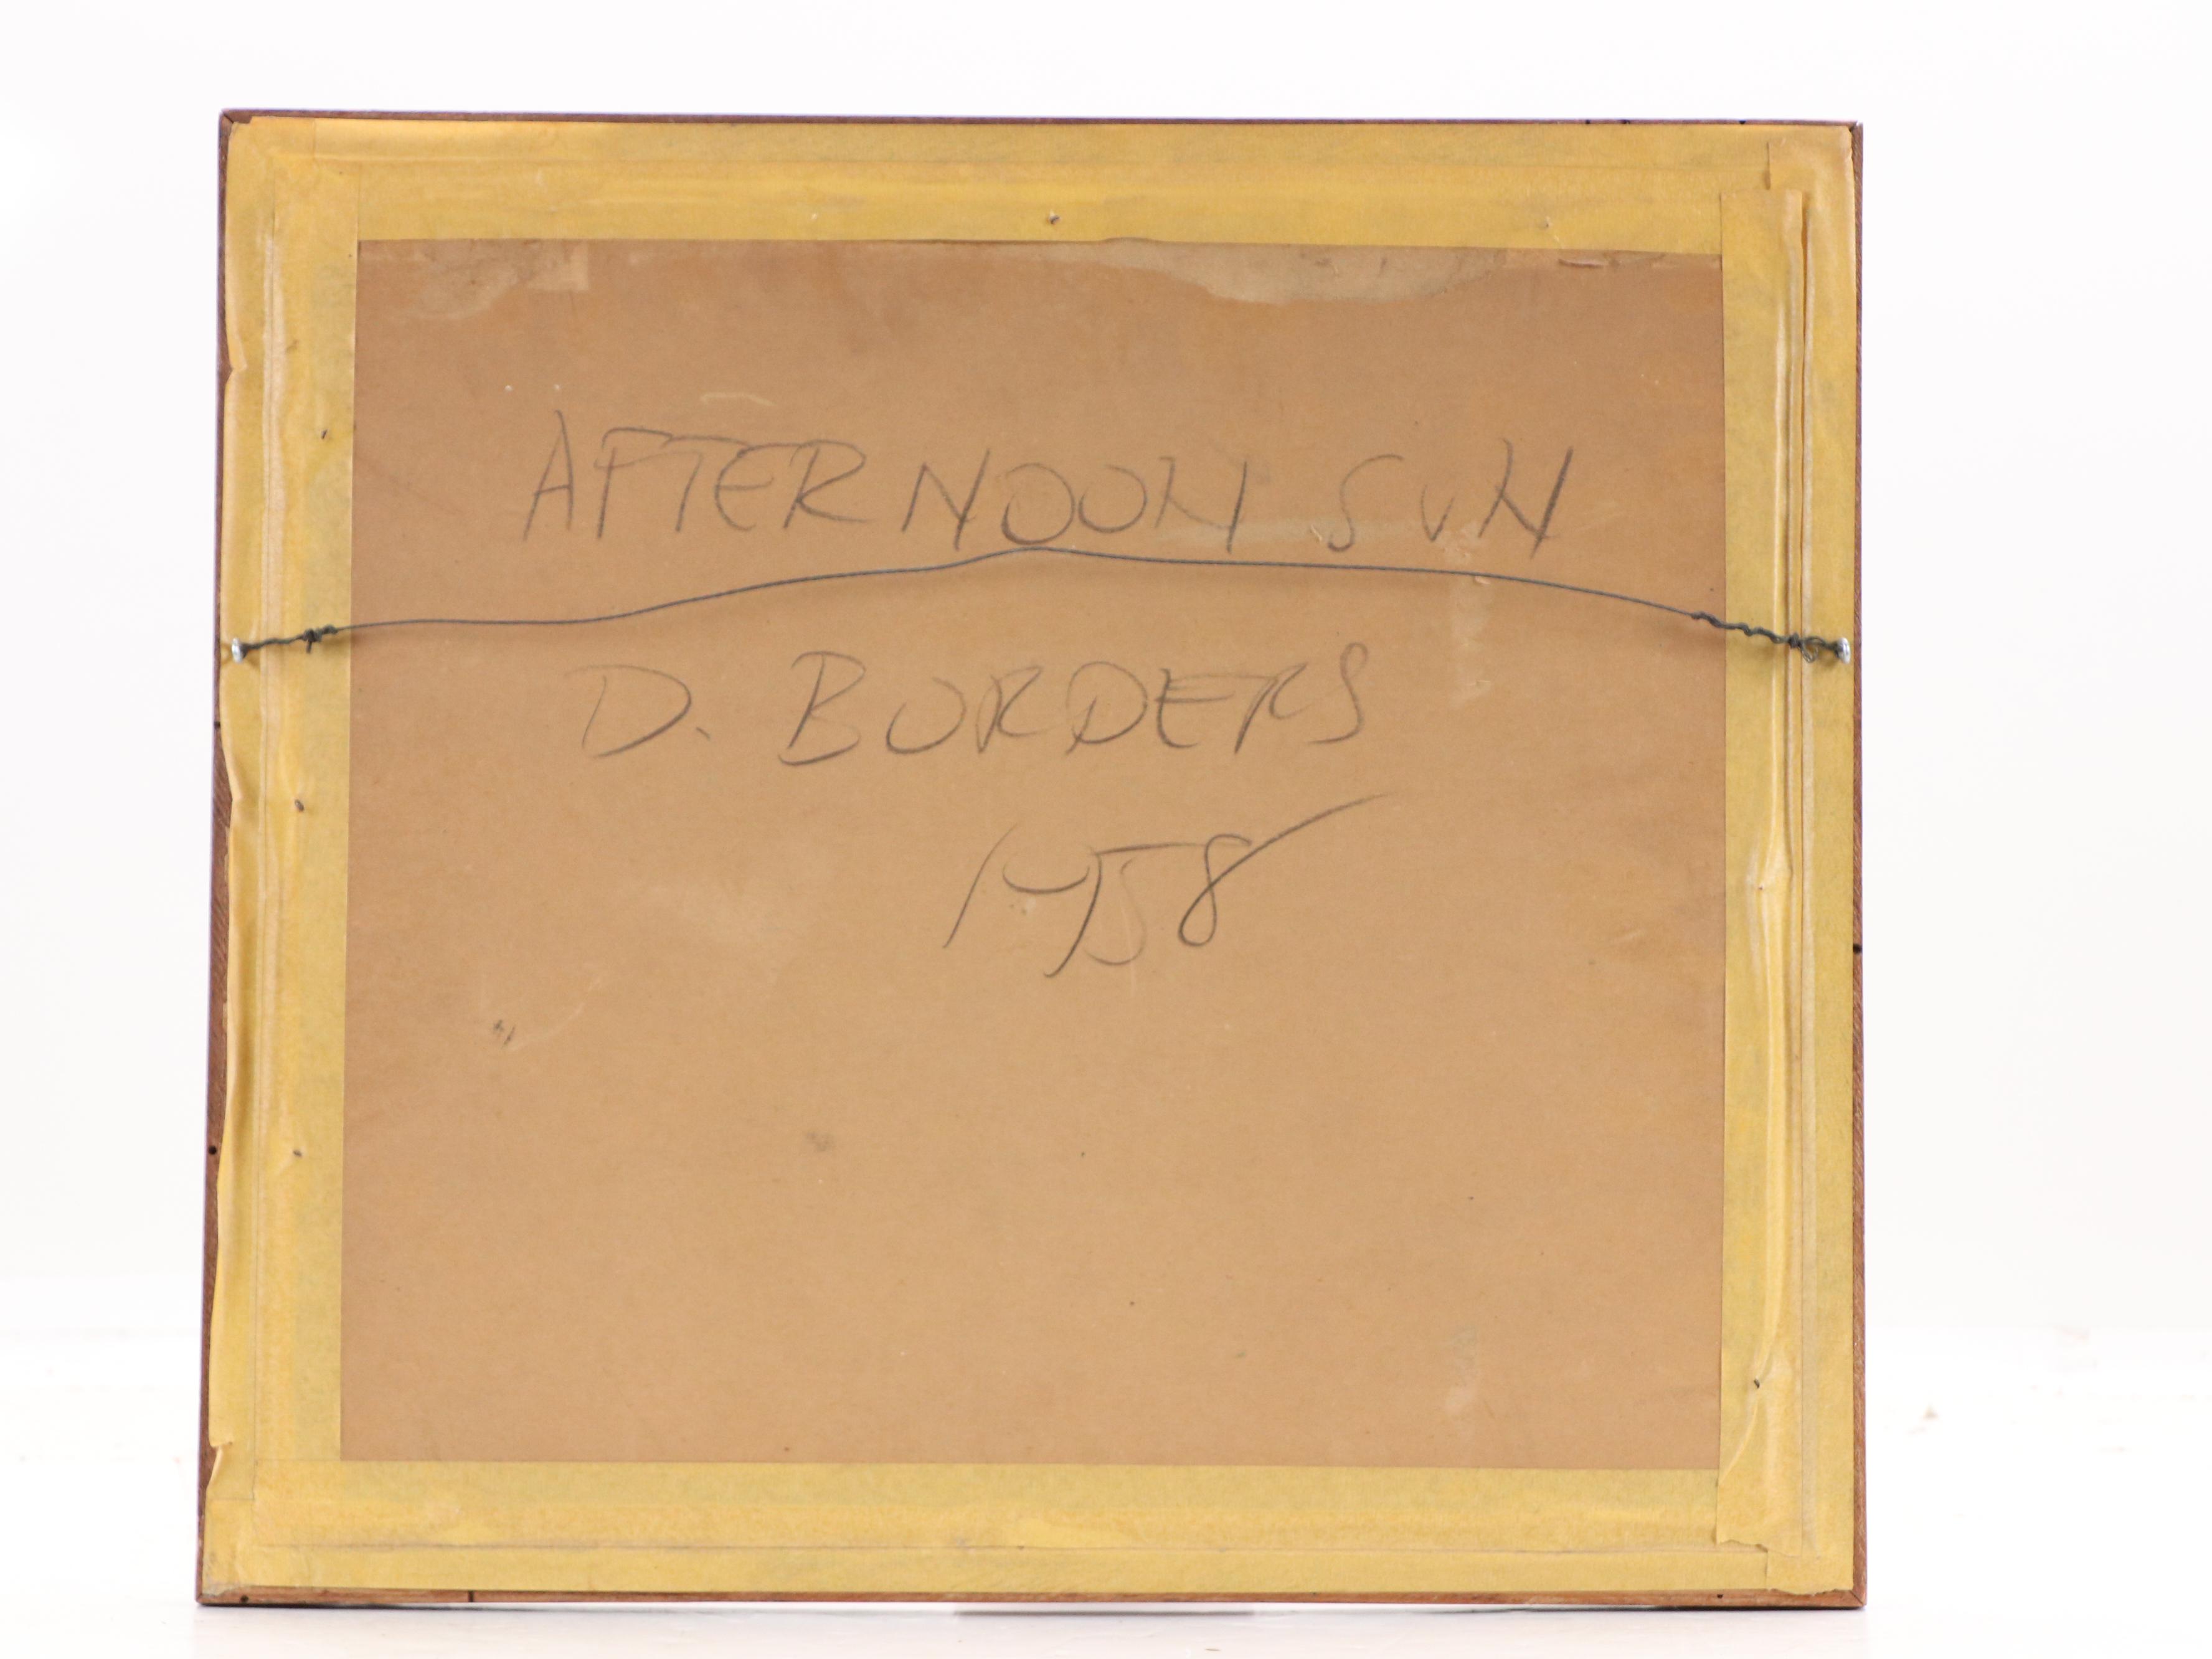 AFTERNOON SUN
D. BORDERS
1958